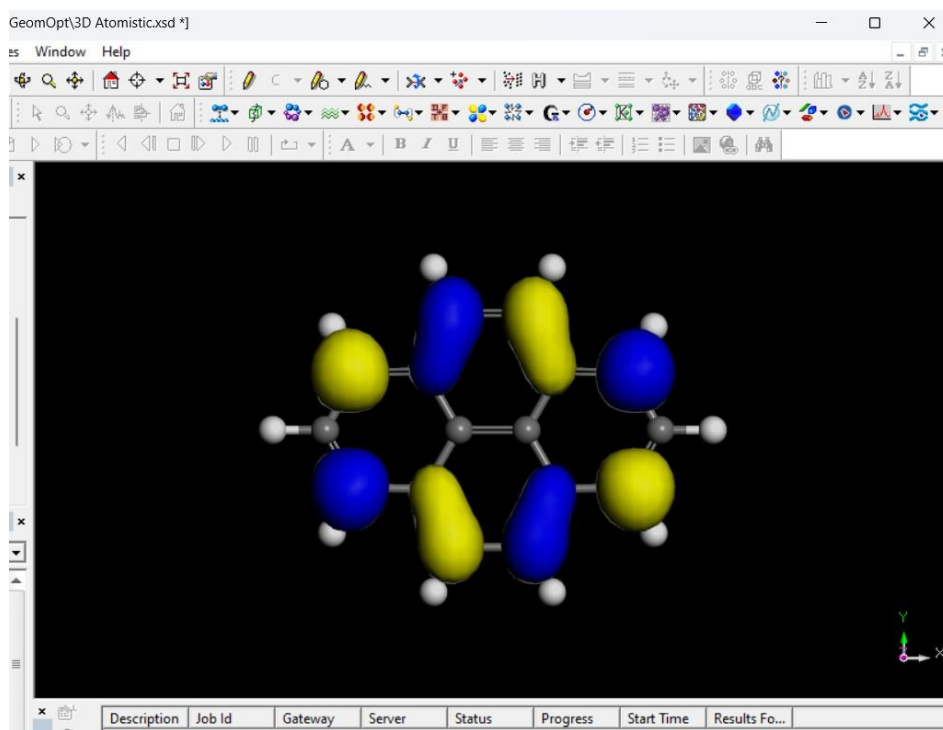 GeomOpt\3D Atomistic.xsd *]
es Window Help
A B I U
Y
X
Description Job Id Gateway Server Status Progress Start Time Results Fo...